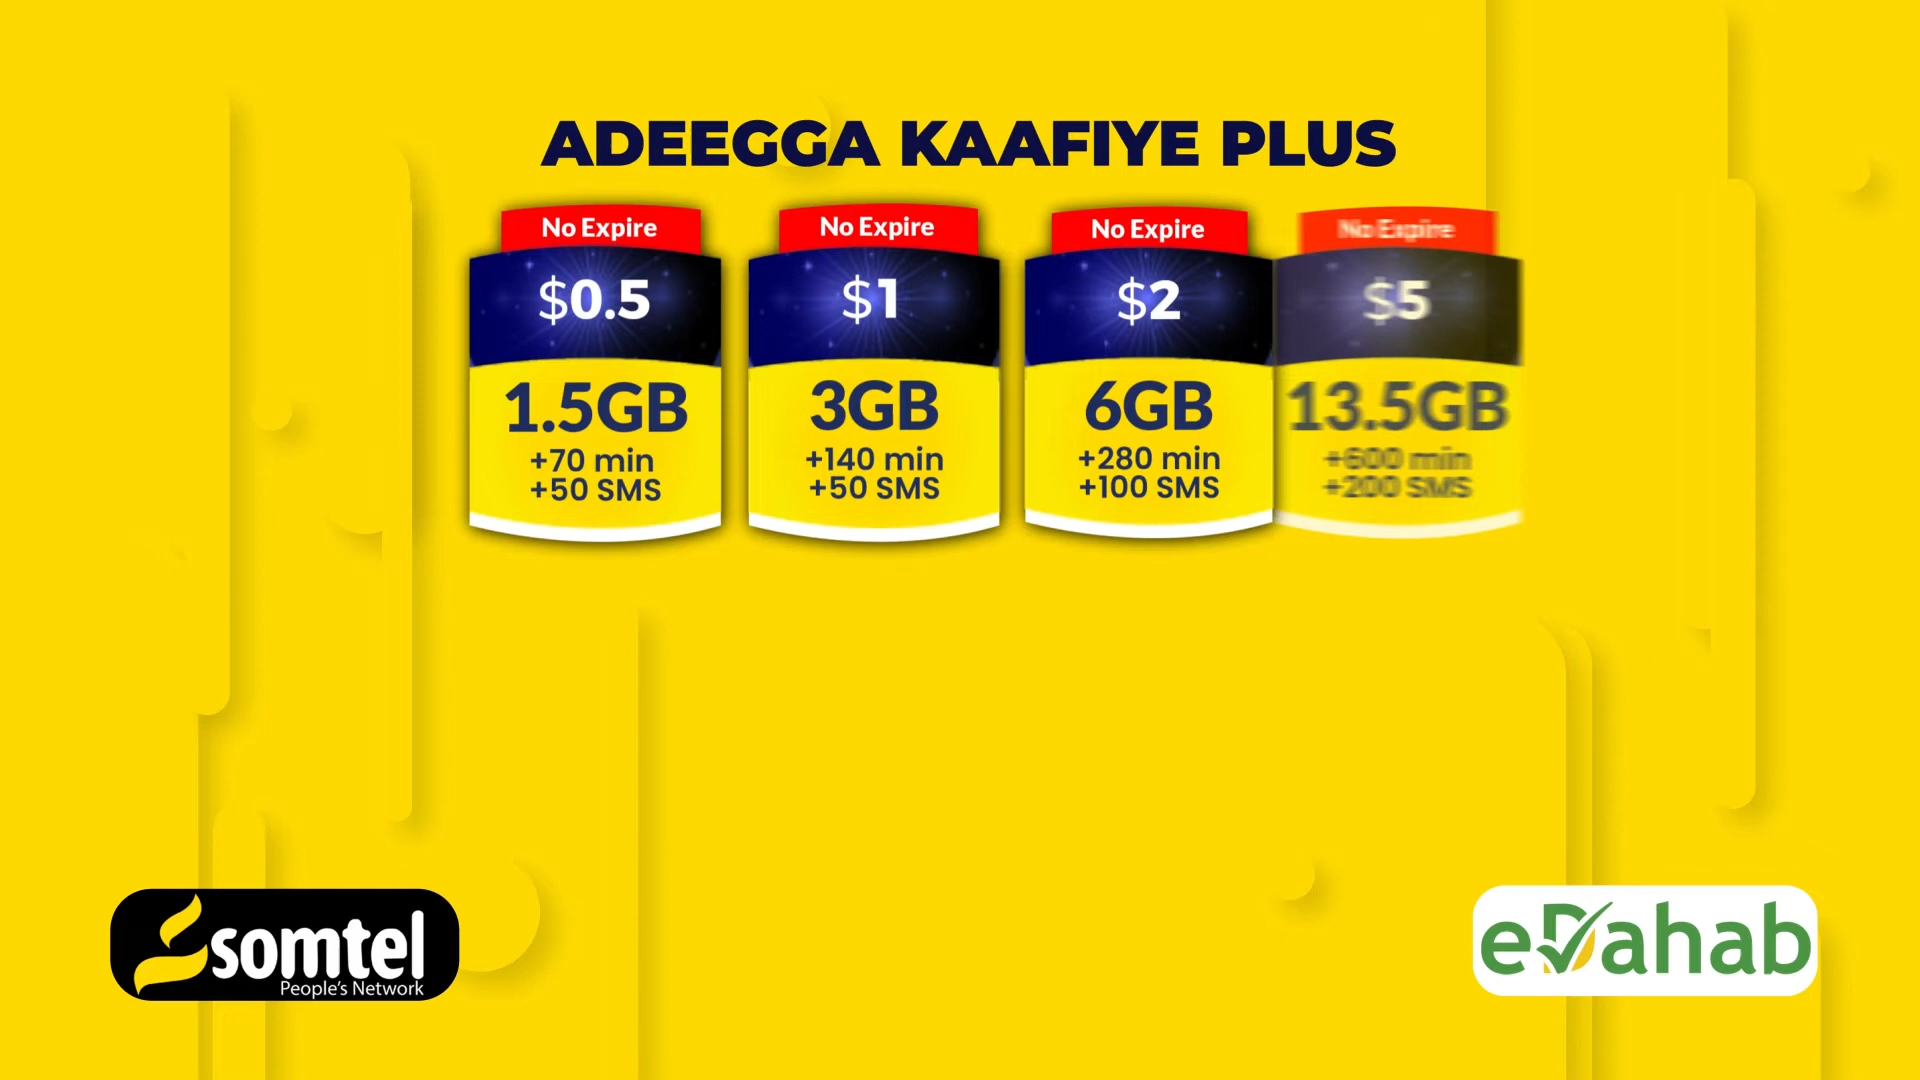 ADEEGGA KAAFIYE PLUS
No Expire
$0.5
1.5GB
+70 min
+50 SMS
No Expire
$1
3GB
+140 min
+50 SMS
No Expire
$2
6GB
+280 min
+100 SMS
No Expire
$5
13.5GB
+600 min
+200 SMS
somtel
People's Network
eDahab